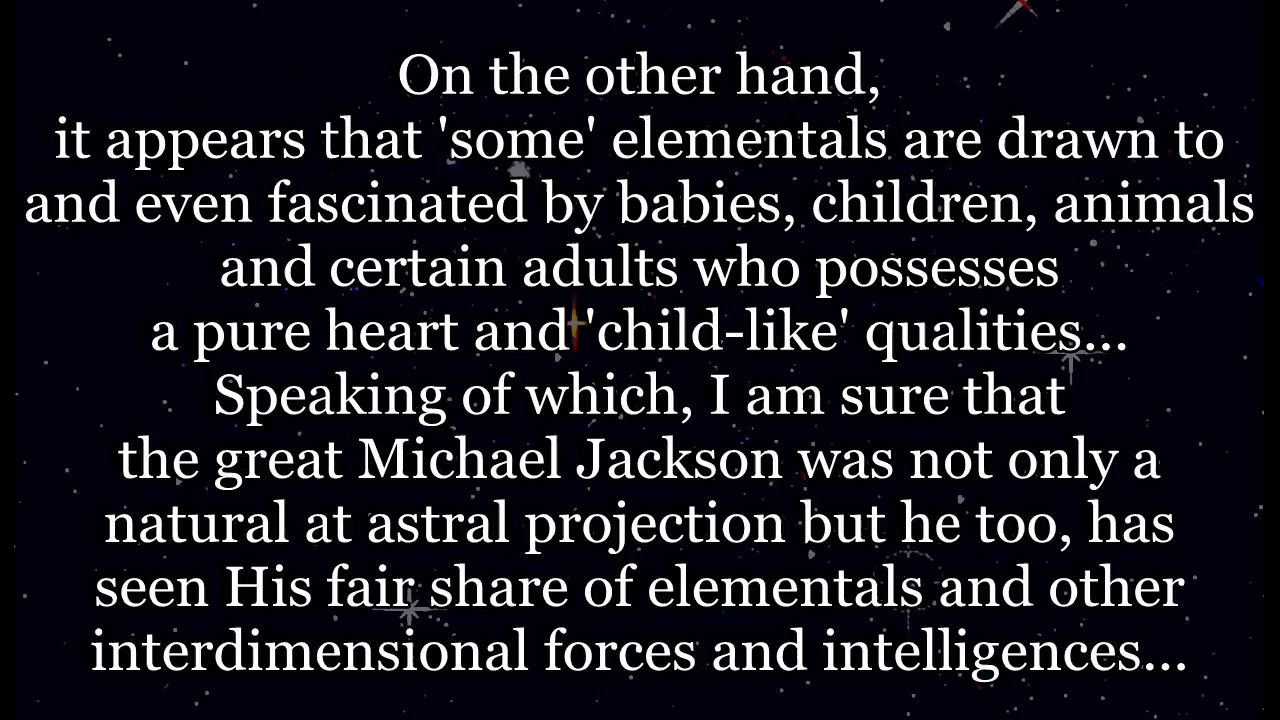 On the other hand,
it appears that 'some' elementals are drawn to
and even fascinated by babies, children, animals
and certain adults who possesses
a pure heart and 'child-like' qualities...
Speaking of which, I am sure that
the great Michael Jackson was not only a
natural at astral projection but he too, has
seen His fair share of elementals and other
interdimensional forces and intelligences...